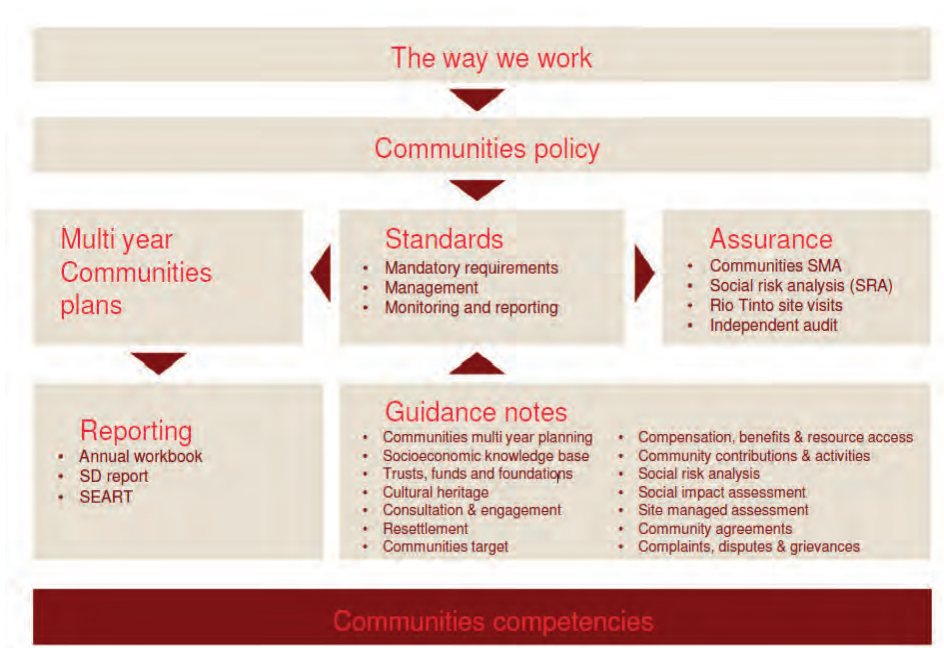 The way we work
Communities policy
Multi year
Communities
plans
Standards
• Mandatory requirements
• Management
• Monitoring and reporting
Assurance
• Communities SMA
• Social risk analysis (SRA)
• Rio Tinto site visits
• Independent audit
Reporting
• Annual workbook
• SD report
• SEART
Guidance notes
• Communities multi year planning
• Socioeconomic knowledge base
• Trusts, funds and foundations
• Cultural heritage
• Consultation & engagement
• Resettlement
• Communities target
• Compensation, benefits & resource access
• Community contributions & activities
• Social risk analysis
• Social impact assessment
• Site managed assessment
• Community agreements
• Complaints, disputes & grievances
Communities competencies